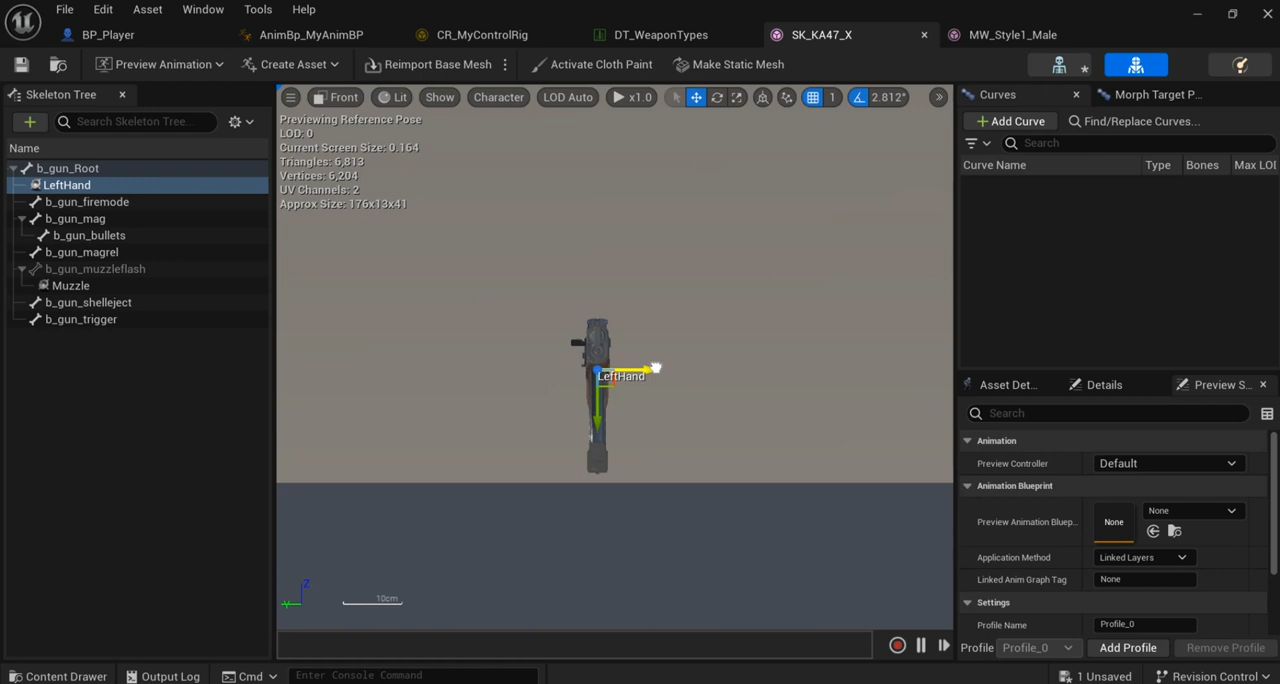 File Edit Asset Window Tools Help
BP_Player AnimBp_MyAnimBP CR_MyControlRig DT_WeaponTypes SK_KA47_X MW_Style1_Male
Preview Animation Create Asset Reimport Base Mesh Activate Cloth Paint Make Static Mesh
Skeleton Tree
Search Skeleton Tree...
Name
b_gun_Root
LeftHand
b_gun_firemode
b_gun_mag
b_gun_bullets
b_gun_magrel
b_gun_muzzleflash
Muzzle
b_gun_shelleject
b_gun_trigger
Front Lit Show Character LOD Auto x1.0 1 2.812°
Previewing Reference Pose
LOD: 0
Current Screen Size: 0.164
Triangles: 6,813
Vertices: 6,204
UV Channels: 2
Approx Size: 176x13x41
LeftHand
Z
Y
10cm
Curves Morph Target P...
Add Curve Find/Replace Curves...
Search
Curve Name Type Bones Max LOD
Asset Det... Details Preview S...
Search
Animation
Preview Controller Default
Animation Blueprint
Preview Animation Bluep... None None
Application Method Linked Layers
Linked Anim Graph Tag None
Settings
Profile Name Profile_0
Profile Profile_0 Add Profile Remove Profile
Content Drawer Output Log Cmd Enter Console Command 1 Unsaved Revision Control